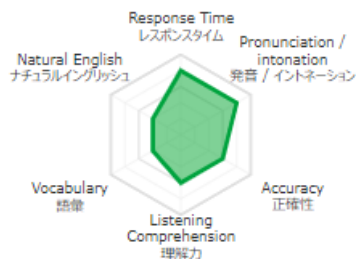 Response Time
レスポンスタイム
Pronunciation /
intonation
発音 / イントネーション
Accuracy
正確性
Listening
Comprehension
理解力
Vocabulary
語彙
Natural English
ナチュラルイングリッシュ